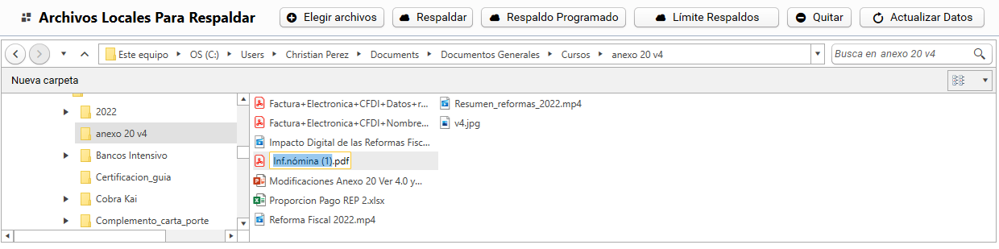 Archivos Locales Para Respaldar
Elegir archivos
Respaldar
Respaldo Programado
Límite Respaldos
Quitar
Actualizar Datos
Este equipo
OS (C:)
Users
Christian Perez
Documents
Documentos Generales
Cursos
anexo 20 v4
Busca en anexo 20 v4
Nueva carpeta
2022
anexo 20 v4
Bancos Intensivo
Certificacion_guia
Cobra Kai
Complemento_carta_porte
Factura+Electronica+CFDI+Datos+r...
Factura+Electronica+CFDI+Nombre...
Impacto Digital de las Reformas Fisc...
Inf.nómina (1).pdf
Modificaciones Anexo 20 Ver 4.0 y...
Proporcion Pago REP 2.xlsx
Reforma Fiscal 2022.mp4
Resumen_reformas_2022.mp4
v4.jpg